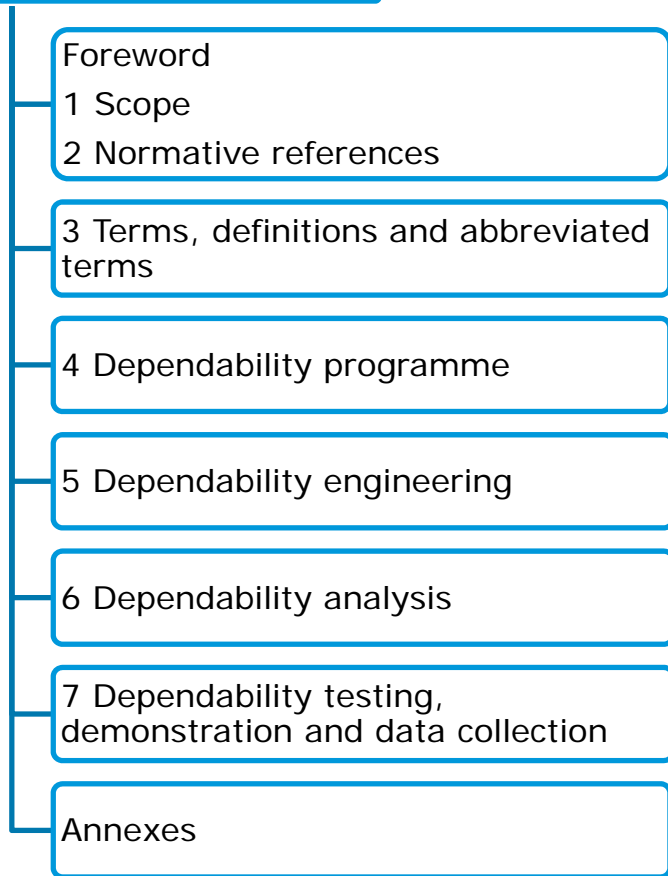 Foreword
1 Scope
2 Normative references
3 Terms, definitions and abbreviated
terms
4 Dependability programme
5 Dependability engineering
6 Dependability analysis
7 Dependability testing,
demonstration and data collection
Annexes